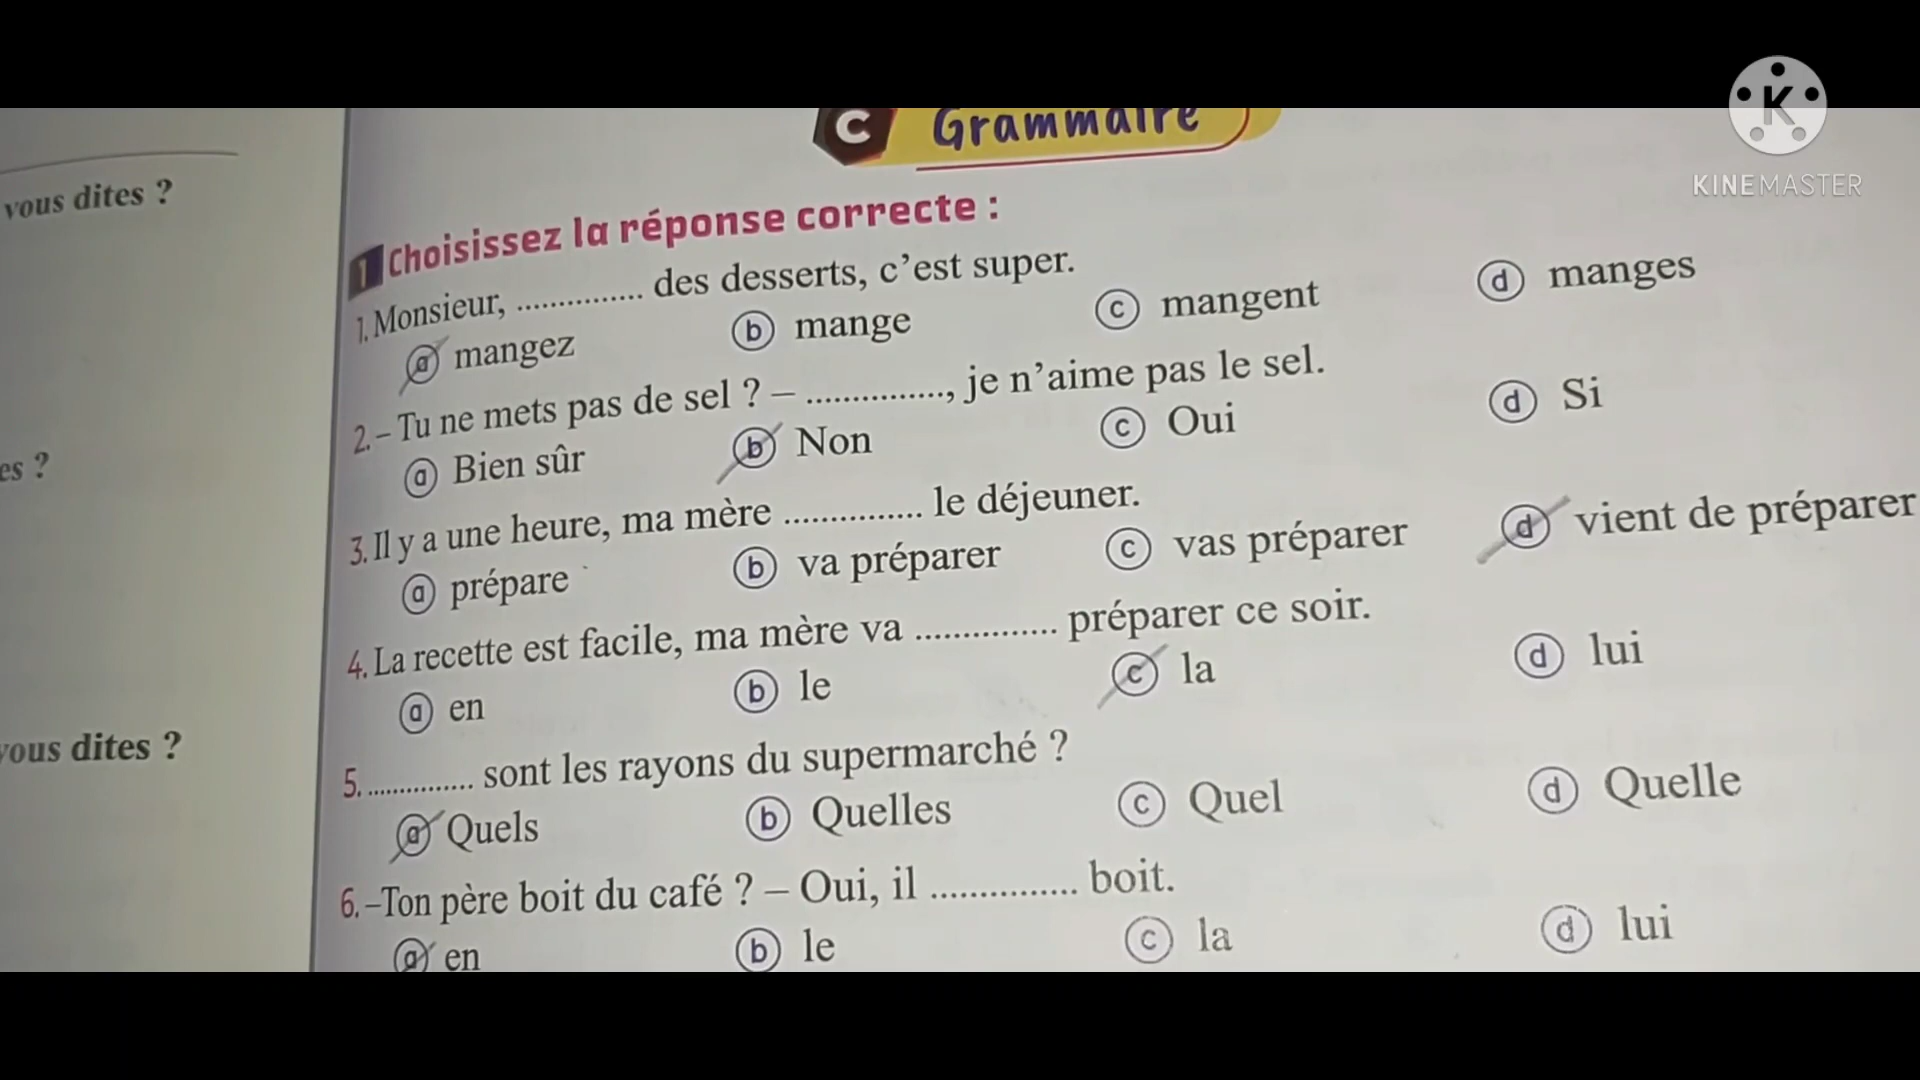 KINEMASTER
C Grammaire
vous dites ?
es ?
vous dites ?
1 Choisissez la réponse correcte :
1. Monsieur, ............... des desserts, c’est super.
a mangez b mange c mangent d manges
2. – Tu ne mets pas de sel ? – ..............., je n’aime pas le sel.
a Bien sûr b Non c Oui d Si
3. Il y a une heure, ma mère ............... le déjeuner.
a prépare b va préparer c vas préparer d vient de préparer
4. La recette est facile, ma mère va ............... préparer ce soir.
a en b le c la d lui
5. ............... sont les rayons du supermarché ?
a Quels b Quelles c Quel d Quelle
6. –Ton père boit du café ? – Oui, il ............... boit.
a en b le c la d lui